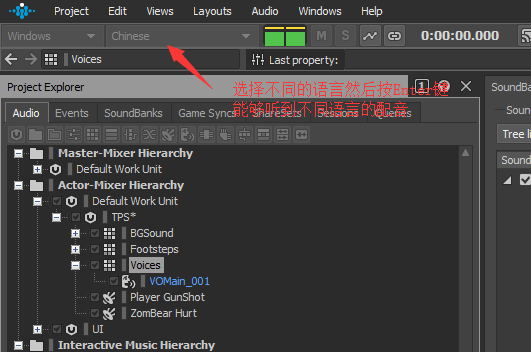 Project Edit Views Layouts Audio Windows Help
Windows Chinese M S 0:00:00.000
Voices Last property:
选择不同的语言然后按Enter键
能够听到不同语言的配音
Project Explorer 1
SoundBan
Audio Events SoundBanks Game Syncs ShareSets Sessions Queries
Soun
Tree li
Sound
Master-Mixer Hierarchy
Default Work Unit
Actor-Mixer Hierarchy
Default Work Unit
TPS*
BGSound
Footsteps
Voices
VOMain_001
Player GunShot
ZomBear Hurt
UI
Interactive Music Hierarchy